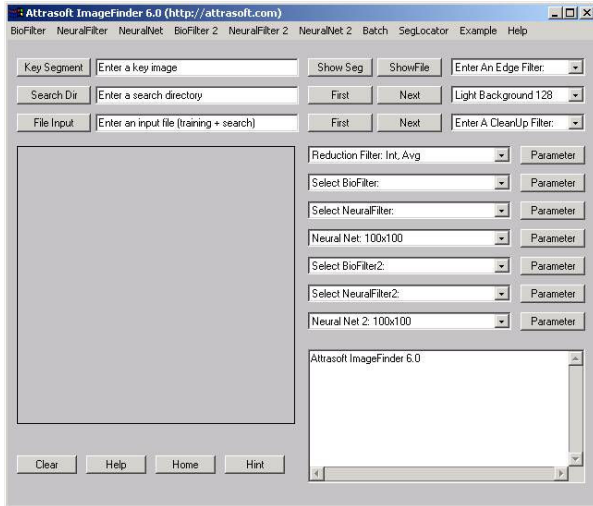 Attrasoft ImageFinder 6.0 (http://attrasoft.com)
BioFilter NeuralFilter NeuralNet BioFilter 2 NeuralFilter 2 NeuralNet 2 Batch SegLocator Example Help
Key Segment Enter a key image Show Seg ShowFile Enter An Edge Filter:
Search Dir Enter a search directory First Next Light Background 128
File Input Enter an input file (training + search) First Next Enter A CleanUp Filter:
Reduction Filter: Int, Avg Parameter
Select BioFilter: Parameter
Select NeuralFilter: Parameter
Neural Net: 100x100 Parameter
Select BioFilter2: Parameter
Select NeuralFilter2: Parameter
Neural Net 2: 100x100 Parameter
Attrasoft ImageFinder 6.0
Clear Help Home Hint